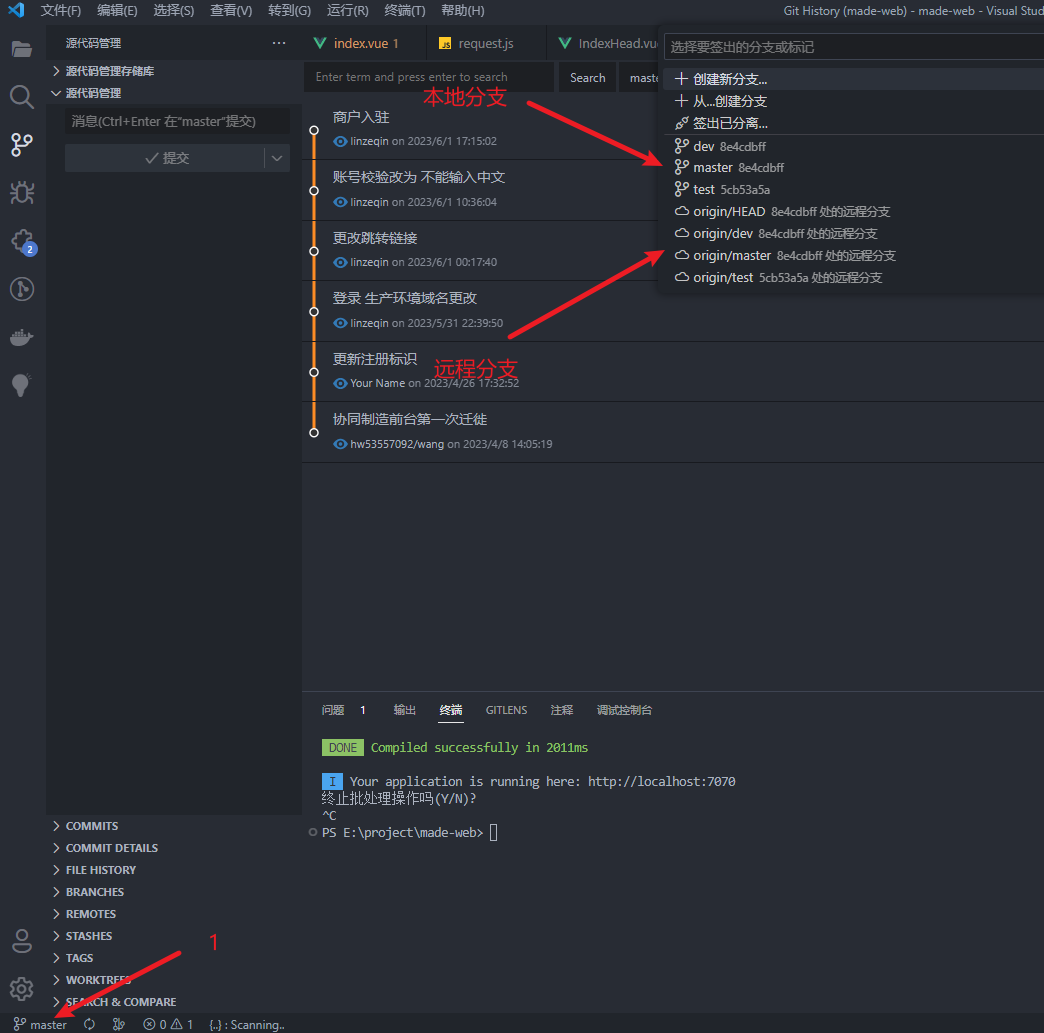 文件(F) 编辑(E) 选择(S) 查看(V) 转到(G) 运行(R) 终端(T) 帮助(H) Git History (made-web) - made-web - Visual Stud
源代码管理 ···
源代码管理存储库
源代码管理
消息(Ctrl+Enter 在"master"提交)
提交
2
index.vue 1 JS request.js IndexHead.vu
Enter term and press enter to search Search maste
本地分支
商户入驻
linzeqin on 2023/6/1 17:15:02
账号校验改为 不能输入中文
linzeqin on 2023/6/1 10:36:04
更改跳转链接
linzeqin on 2023/6/1 00:17:40
登录 生产环境域名更改
linzeqin on 2023/5/31 22:39:50
更新注册标识
远程分支
Your Name on 2023/4/26 17:32:52
协同制造前台第一次迁徙
hw53557092/wang on 2023/4/8 14:05:19
选择要签出的分支或标记
创建新分支...
从...创建分支
签出已分离...
dev 8e4cdbff
master 8e4cdbff
test 5cb53a5a
origin/HEAD 8e4cdbff 处的远程分支
origin/dev 8e4cdbff 处的远程分支
origin/master 8e4cdbff 处的远程分支
origin/test 5cb53a5a 处的远程分支
问题 1 输出 终端 GITLENS 注释 调试控制台
DONE Compiled successfully in 2011ms
I Your application is running here: http://localhost:7070
终止批处理操作吗(Y/N)?
^C
PS E:\project\made-web>
COMMITS
COMMIT DETAILS
FILE HISTORY
BRANCHES
REMOTES
STASHES
1
TAGS
WORKTREES
SEARCH & COMPARE
master 0 1 {..} : Scanning..